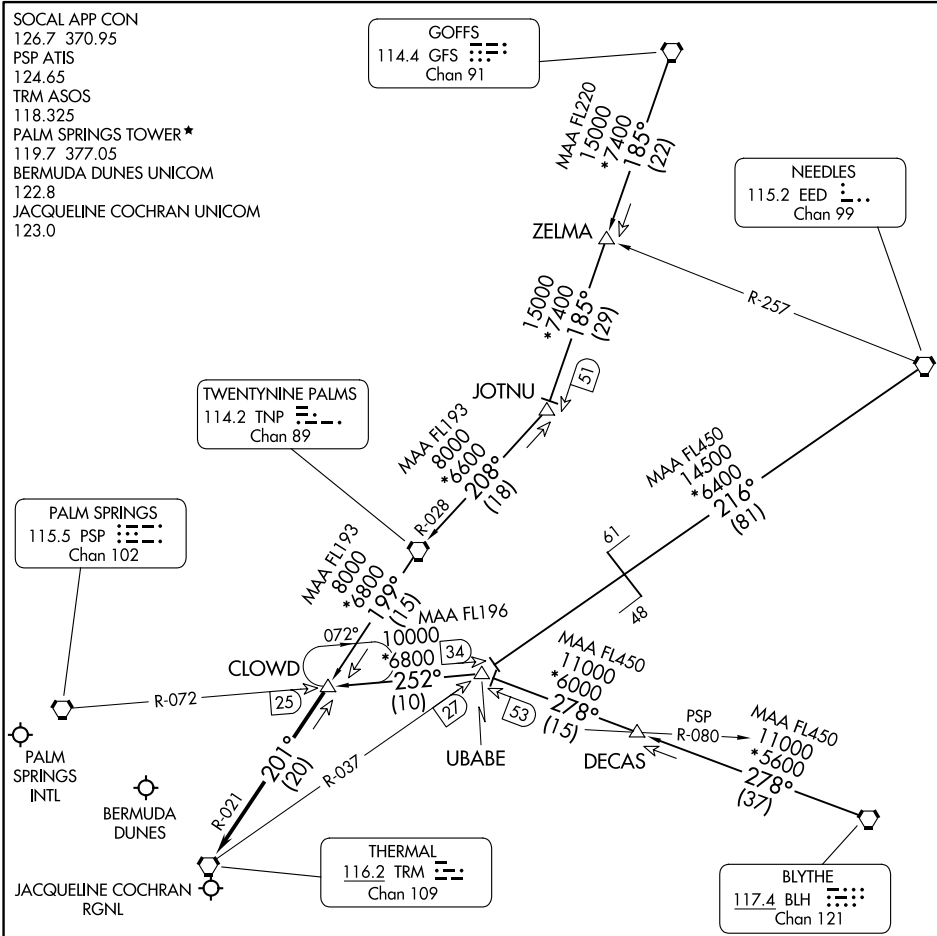 SOCAL APP CON
126.7 370.95
PSP ATIS
124.65
TRM ASOS
118.325
PALM SPRINGS TOWER★
119.7 377.05
BERMUDA DUNES UNICOM
122.8
JACQUELINE COCHRAN UNICOM
123.0
GOFFS
114.4 GFS
Chan 91
MAA FL220
15000
*7400
185°
(22)
NEEDLES
115.2 EED
Chan 99
ZELMA
R-257
15000
*7400
185°
(29)
51
JOTNU
TWENTYNINE PALMS
114.2 TNP
Chan 89
MAA FL193
8000
*6600
208°
(18)
R-028
MAA FL450
14500
*6400
216°
(81)
61
48
PALM SPRINGS
115.5 PSP
Chan 102
MAA FL193
8000
*6800
199°
(15)
072°
MAA FL196
10000
*6800
252°
(10)
34
CLOWD
R-072
25
27
53
MAA FL450
11000
*6000
278°
(15)
UBABE
DECAS
PSP
R-080
MAA FL450
11000
*5600
278°
(37)
PALM
SPRINGS
INTL
BERMUDA
DUNES
201°
(20)
R-021
R-037
JACQUELINE COCHRAN
RGNL
THERMAL
116.2 TRM
Chan 109
BLYTHE
117.4 BLH
Chan 121